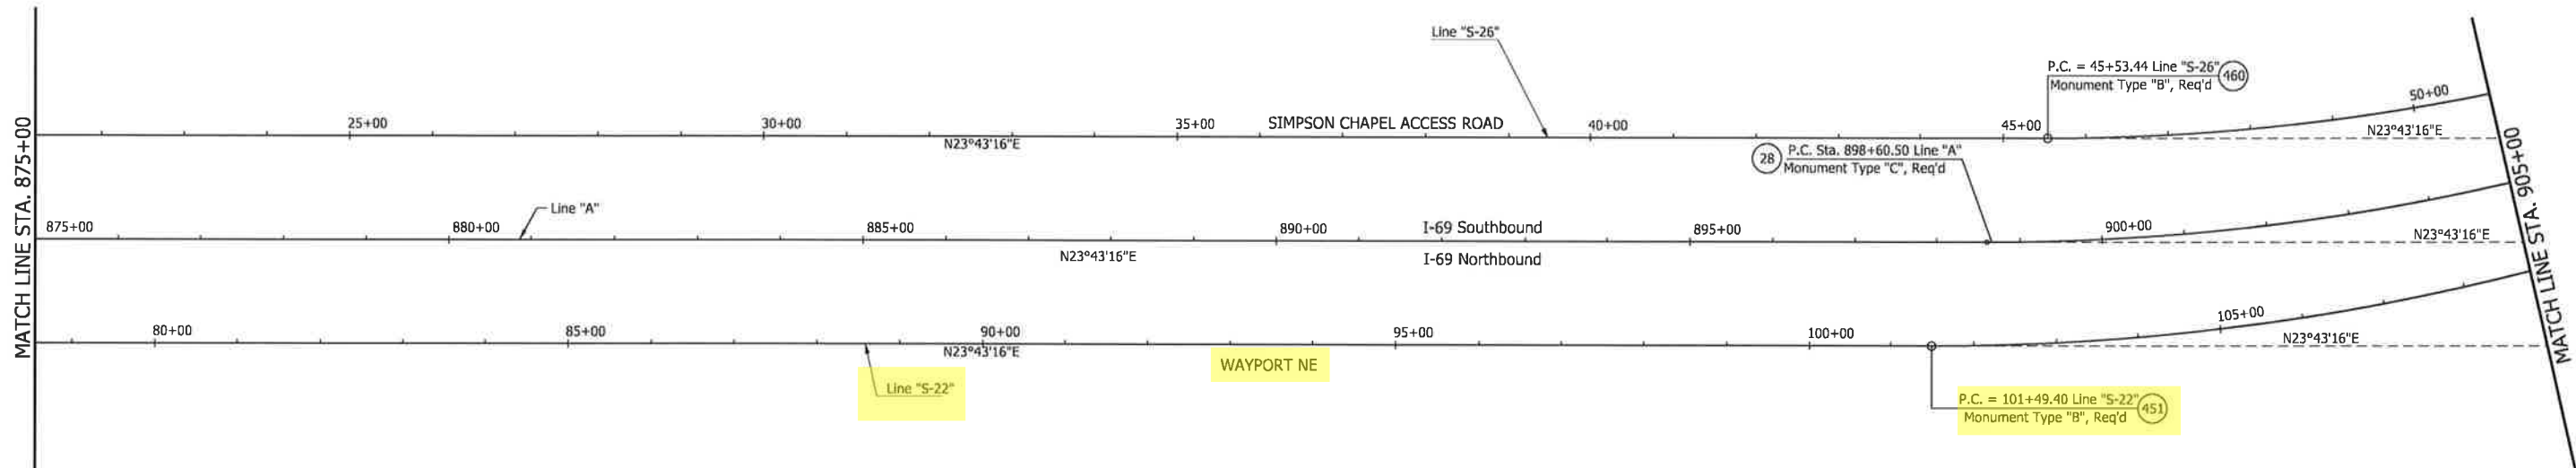 MATCH LINE STA. 875+00
Line "S-26"
P.C. = 45+53.44 Line "S-26" 460
Monument Type "B", Req'd
25+00 30+00 35+00 SIMPSON CHAPEL ACCESS ROAD 40+00 45+00 50+00
N23°43'16"E N23°43'16"E
28 P.C. Sta. 898+60.50 Line "A"
Monument Type "C", Req'd
Line "A"
875+00 880+00 885+00 890+00 I-69 Southbound 895+00 900+00
N23°43'16"E I-69 Northbound N23°43'16"E
80+00 85+00 90+00 95+00 100+00 105+00
N23°43'16"E N23°43'16"E
WAYPORT NE
Line "S-22"
P.C. = 101+49.40 Line "S-22" 451
Monument Type "B", Req'd
MATCH LINE STA. 905+00